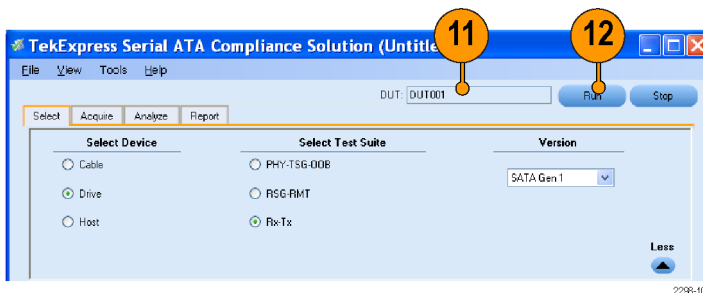 11
12
TekExpress Serial ATA Compliance Solution (Untitle
File View Tools Help
DUT: DUT001
Run
Stop
Select Acquire Analyze Report
Select Device
Select Test Suite
Version
Cable
PHY-TSG-OOB
SATA Gen 1
Drive
RSG-RMT
Host
Rx-Tx
Less